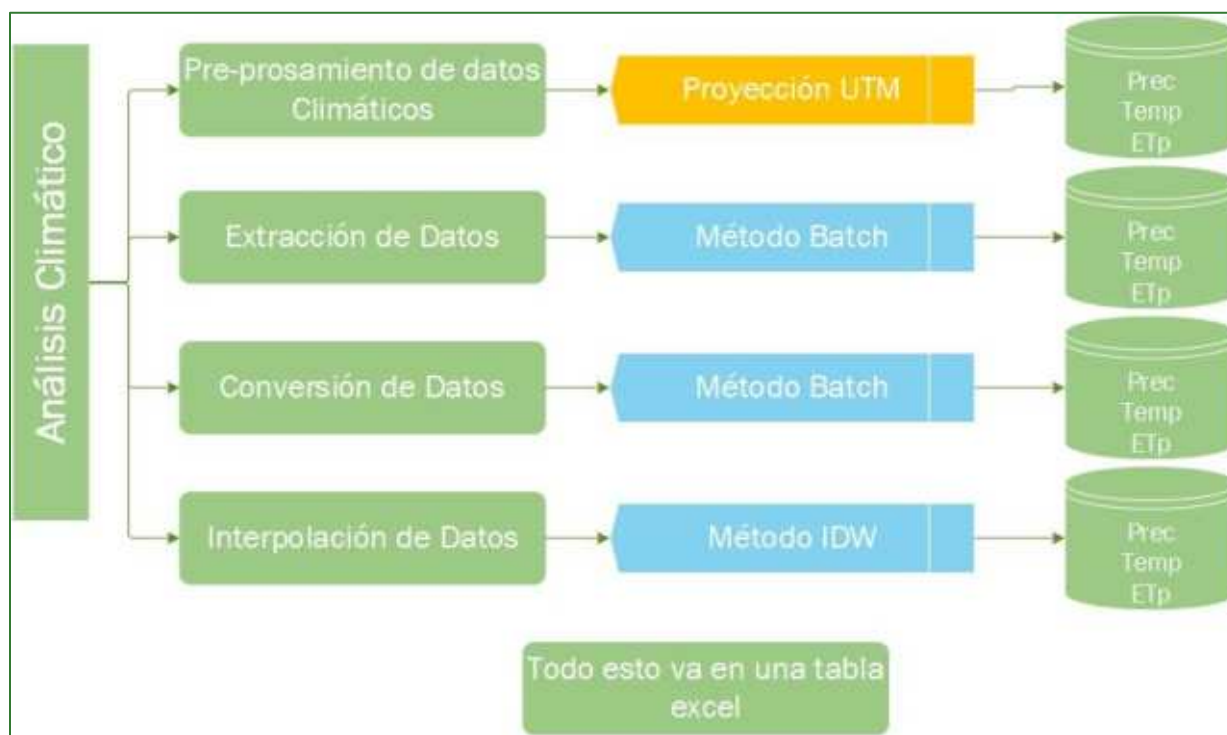 Análisis Climático
Pre-prosamiento de datos
Climáticos
Proyección UTM
Prec
Temp
ETp
Extracción de Datos
Método Batch
Prec
Temp
ETp
Conversión de Datos
Método Batch
Prec
Temp
ETp
Interpolación de Datos
Método IDW
Prec
Temp
ETp
Todo esto va en una tabla
excel